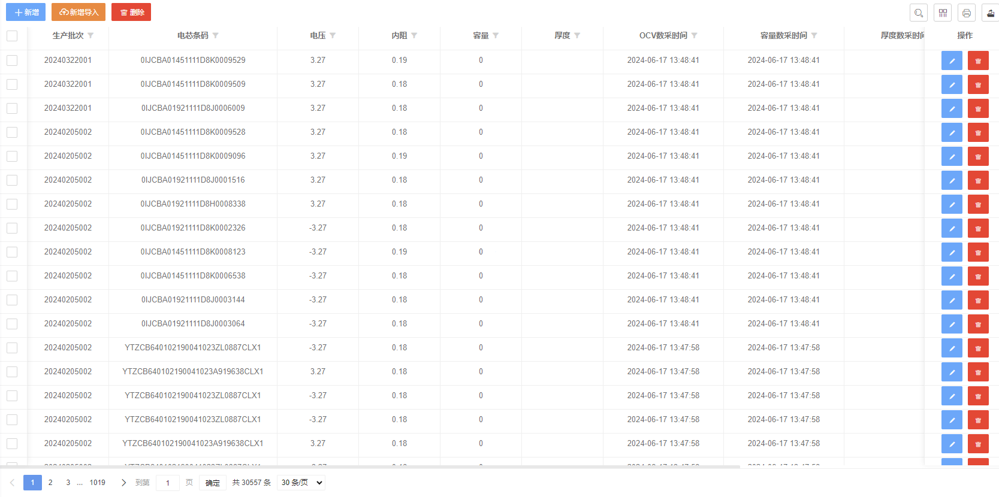 新增 新增导入 删除
生产批次 电芯条码 电压 内阻 容量 厚度 OCV数采时间 容量数采时间 厚度数采时间 操作
20240322001 0IJCBA01451111D8K0009529 3.27 0.19 0 2024-06-17 13:48:41 2024-06-17 13:48:41
20240322001 0IJCBA01451111D8K0009509 3.27 0.18 0 2024-06-17 13:48:41 2024-06-17 13:48:41
20240322001 0IJCBA01921111D8J0006009 3.27 0.18 0 2024-06-17 13:48:41 2024-06-17 13:48:41
20240205002 0IJCBA01451111D8K0009528 3.27 0.18 0 2024-06-17 13:48:41 2024-06-17 13:48:41
20240205002 0IJCBA01451111D8K0009096 3.27 0.19 0 2024-06-17 13:48:41 2024-06-17 13:48:41
20240205002 0IJCBA01921111D8J0001516 3.27 0.18 0 2024-06-17 13:48:41 2024-06-17 13:48:41
20240205002 0IJCBA01921111D8H0008338 3.27 0.18 0 2024-06-17 13:48:41 2024-06-17 13:48:41
20240205002 0IJCBA01921111D8K0002326 -3.27 0.18 0 2024-06-17 13:48:41 2024-06-17 13:48:41
20240205002 0IJCBA01451111D8K0008123 -3.27 0.19 0 2024-06-17 13:48:41 2024-06-17 13:48:41
20240205002 0IJCBA01451111D8K0006538 -3.27 0.18 0 2024-06-17 13:48:41 2024-06-17 13:48:41
20240205002 0IJCBA01921111D8J0003144 -3.27 0.18 0 2024-06-17 13:48:41 2024-06-17 13:48:41
20240205002 0IJCBA01921111D8J0003064 -3.27 0.18 0 2024-06-17 13:48:41 2024-06-17 13:48:41
20240205002 YTZCB640102190041023ZL0887CLX1 -3.27 0.18 0 2024-06-17 13:47:58 2024-06-17 13:47:58
20240205002 YTZCB640102190041023A919638CLX1 3.27 0.18 0 2024-06-17 13:47:58 2024-06-17 13:47:58
20240205002 YTZCB640102190041023ZL0887CLX1 -3.27 0.18 0 2024-06-17 13:47:58 2024-06-17 13:47:58
20240205002 YTZCB640102190041023ZL0887CLX1 -3.27 0.18 0 2024-06-17 13:47:58 2024-06-17 13:47:58
20240205002 YTZCB640102190041023A919638CLX1 3.27 0.18 0 2024-06-17 13:47:58 2024-06-17 13:47:58
1 2 3 ... 1019 到第 1 页 确定 共 30557 条 30 条/页